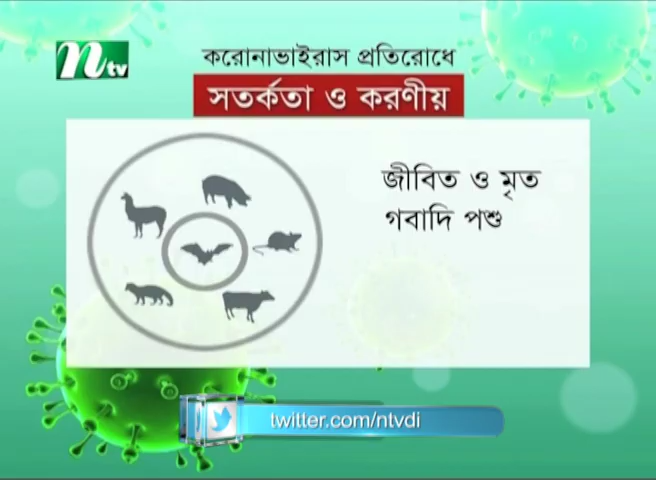 ntv
করোনাভাইরাস প্রতিরোধে
সতর্কতা ও করণীয়
জীবিত ও মৃত
গবাদি পশু
twitter.com/ntvdi